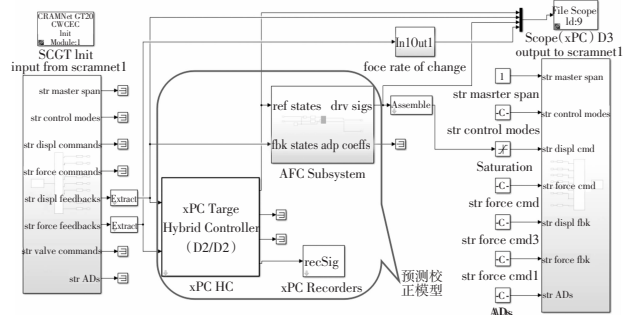 CRAMNet GT20
CWCEC
Init
Module:1
SCGT lnit
input from scramnet1
str master span
str control modes
str displ commands
str force commands
str displ feedbacks
str force feedbacks
str valve commands
str ADs
Extract
Extract
ref states
drv sigs
fbk states
adp coeffs
AFC Subsystem
xPC Targe
Hybrid Controller
(D2/D2)
xPC HC
recSig
xPC Recorders
预测校
正模型
In1Out1
foce rate of change
Assemble
File Scope
ld:9
Scope(xPC) D3
output to scramnet1
1
str masrter span
-C-
str control modes
Saturation
-C-
str force cmd
-C-
str force cmd3
-C-
str force cmd1
-C-
ADs
str master span
str control modes
str displ cmd
str force cmd
str displ fbk
str force fbk
str ADs